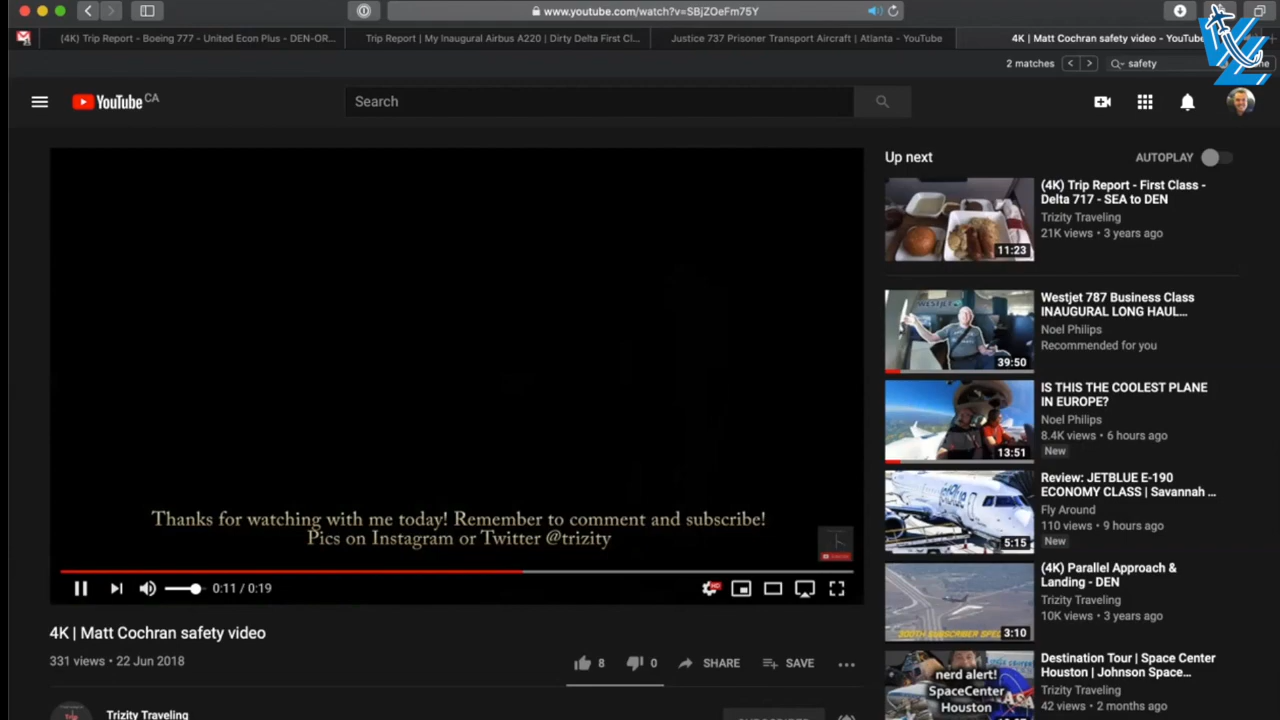 www.youtube.com/watch?v=SBjZOeFm75Y
(4K) Trip Report - Boeing 777 - United Econ Plus - DEN-OR...
Trip Report | My Inaugural Airbus A220 | Dirty Delta First Cl...
Justice 737 Prisoner Transport Aircraft | Atlanta - YouTube
4K | Matt Cochran safety video - YouTube
2 matches
safety
YouTube CA
Search
Up next
AUTOPLAY
(4K) Trip Report - First Class -
Delta 717 - SEA to DEN
Trizity Traveling
21K views • 3 years ago
11:23
Westjet 787 Business Class
INAUGURAL LONG HAUL...
Noel Philips
Recommended for you
39:50
IS THIS THE COOLEST PLANE
IN EUROPE?
Noel Philips
8.4K views • 6 hours ago
New
13:51
Review: JETBLUE E-190
ECONOMY CLASS | Savannah ...
Fly Around
110 views • 9 hours ago
New
jetBlue
5:15
(4K) Parallel Approach &
Landing - DEN
Trizity Traveling
10K views • 3 years ago
3:10
Destination Tour | Space Center
Houston | Johnson Space...
Trizity Traveling
42 views • 2 months ago
nerd alert!
SpaceCenter
Houston
Thanks for watching with me today! Remember to comment and subscribe!
Pics on Instagram or Twitter @trizity
0:11 / 0:19
HD
4K | Matt Cochran safety video
331 views • 22 Jun 2018
8
0
SHARE
SAVE
Trizity Traveling